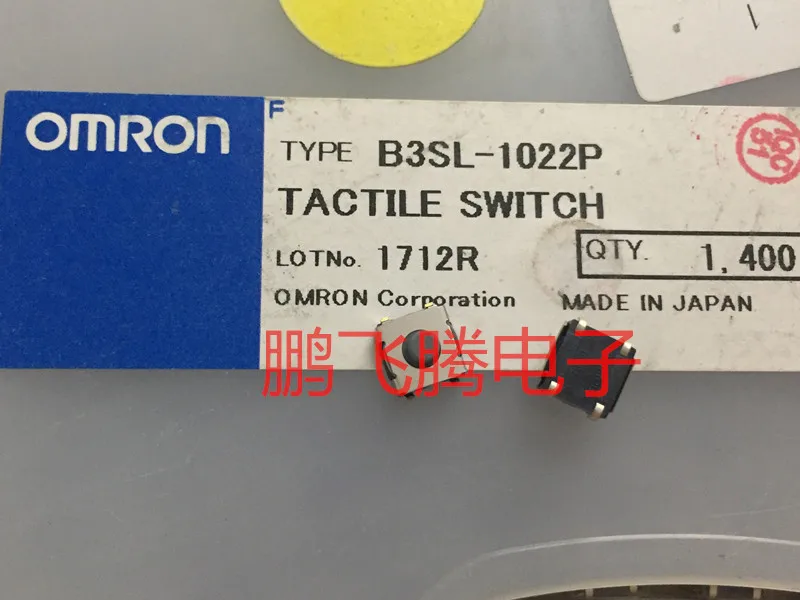 1
OMRON
F
TYPE B3SL-1022P
TACTILE SWITCH
LOTNo. 1712R
QTY. 1,400
OMRON Corporation
MADE IN JAPAN
鹏飞腾电子